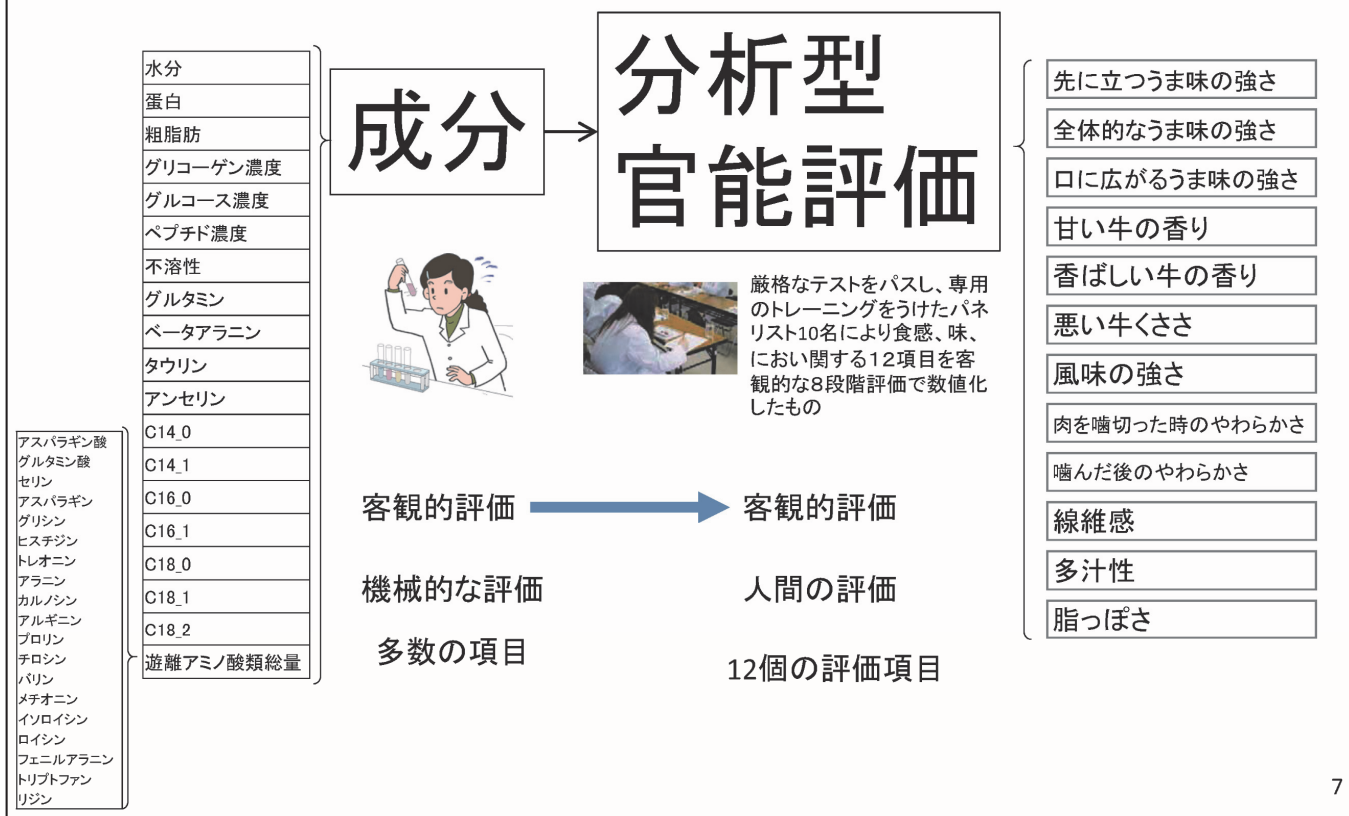 水分
蛋白
粗脂肪
グリコーゲン濃度
グルコース濃度
ペプチド濃度
不溶性
グルタミン
ベータアラニン
タウリン
アンセリン
C14_0
C14_1
C16_0
C16_1
C18_0
C18_1
C18_2
遊離アミノ酸類総量
アスパラギン酸
グルタミン酸
セリン
アスパラギン
グリシン
ヒスチジン
トレオニン
アラニン
カルノシン
アルギニン
プロリン
チロシン
バリン
メチオニン
イソロイシン
ロイシン
フェニルアラニン
トリプトファン
リジン
成分
分析型
官能評価
厳格なテストをパスし、専用
のトレーニングをうけたパネ
リスト10名により食感、味、
におい関する12項目を客
観的な8段階評価で数値化
したもの
客観的評価
客観的評価
機械的な評価
人間の評価
多数の項目
12個の評価項目
先に立つうま味の強さ
全体的なうま味の強さ
口に広がるうま味の強さ
甘い牛の香り
香ばしい牛の香り
悪い牛くささ
風味の強さ
肉を噛切った時のやわらかさ
噛んだ後のやわらかさ
線維感
多汁性
脂っぽさ
7